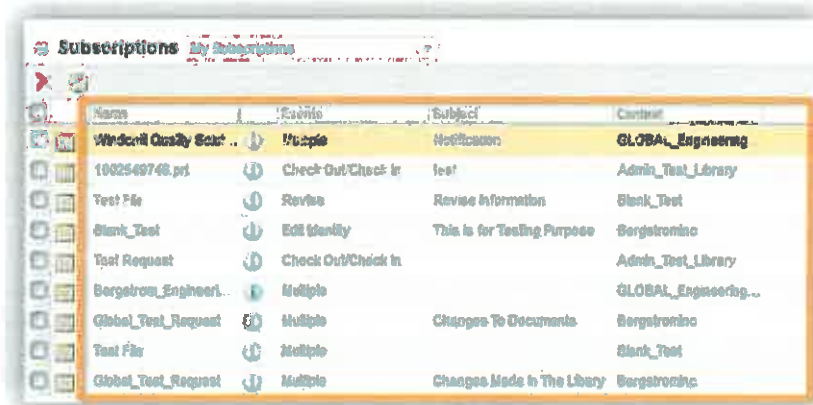 Subscriptions My Subscriptions
Name Events Subject Context
Windchill Quality Solut... Multiple Notification GLOBAL_Engineering
1002549748.prt Check Out/Check In test Admin_Test_Library
Test File Revise Revise Information Blank_Test
Blank_Test Edit Identity This is for Testing Purpose BergstromInc
Test Request Check Out/Check In Admin_Test_Library
Bergstrom_Engineeri... Multiple GLOBAL_Engineering...
Global_Test_Request Multiple Changes To Documents BergstromInc
Test File Multiple Blank_Test
Global_Test_Request Multiple Changes Made In The Library BergstromInc